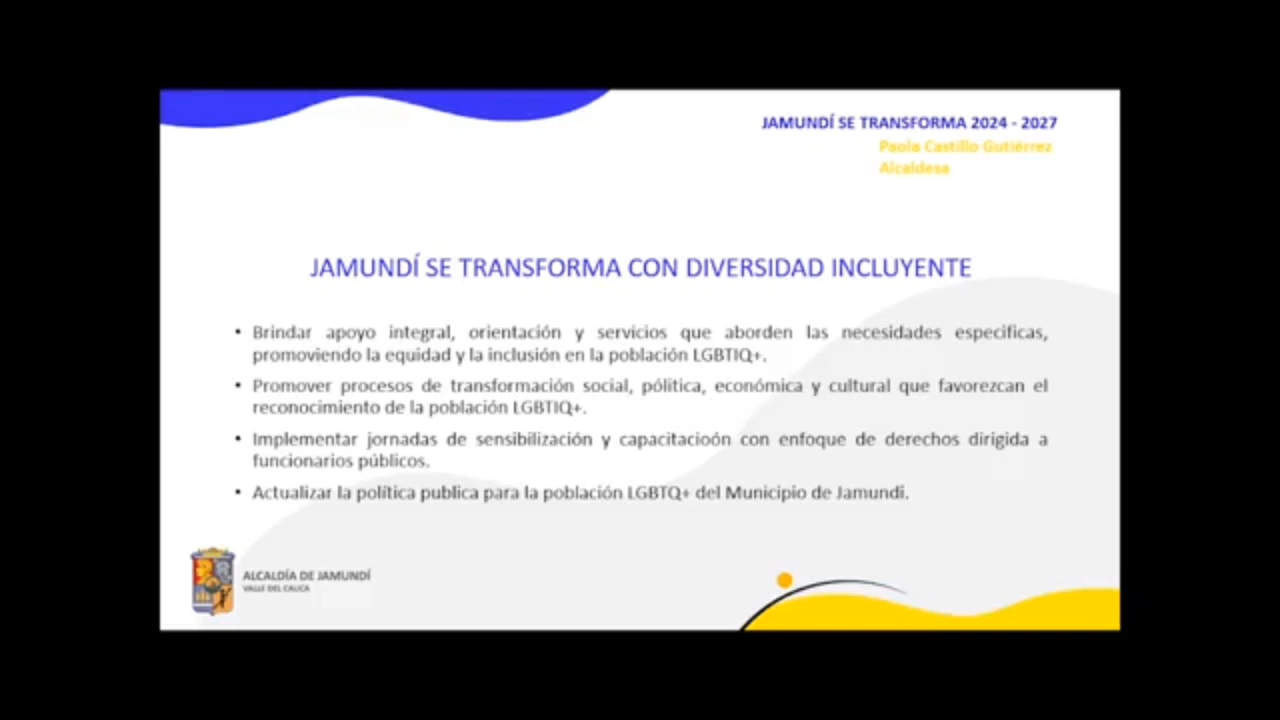 JAMUNDÍ SE TRANSFORMA 2024 - 2027
Paola Castillo Gutiérrez
Alcaldesa
JAMUNDÍ SE TRANSFORMA CON DIVERSIDAD INCLUYENTE
• Brindar apoyo integral, orientación y servicios que aborden las necesidades especificas,
promoviendo la equidad y la inclusión en la población LGBTIQ+.
• Promover procesos de transformación social, pólitica, económica y cultural que favorezcan el
reconocimiento de la población LGBTIQ+.
• Implementar jornadas de sensibilización y capacitacioón con enfoque de derechos dirigida a
funcionarios públicos.
• Actualizar la política publica para la población LGBTQ+ del Municipio de Jamundi.
ALCALDÍA DE JAMUNDÍ
VALLE DEL CAUCA